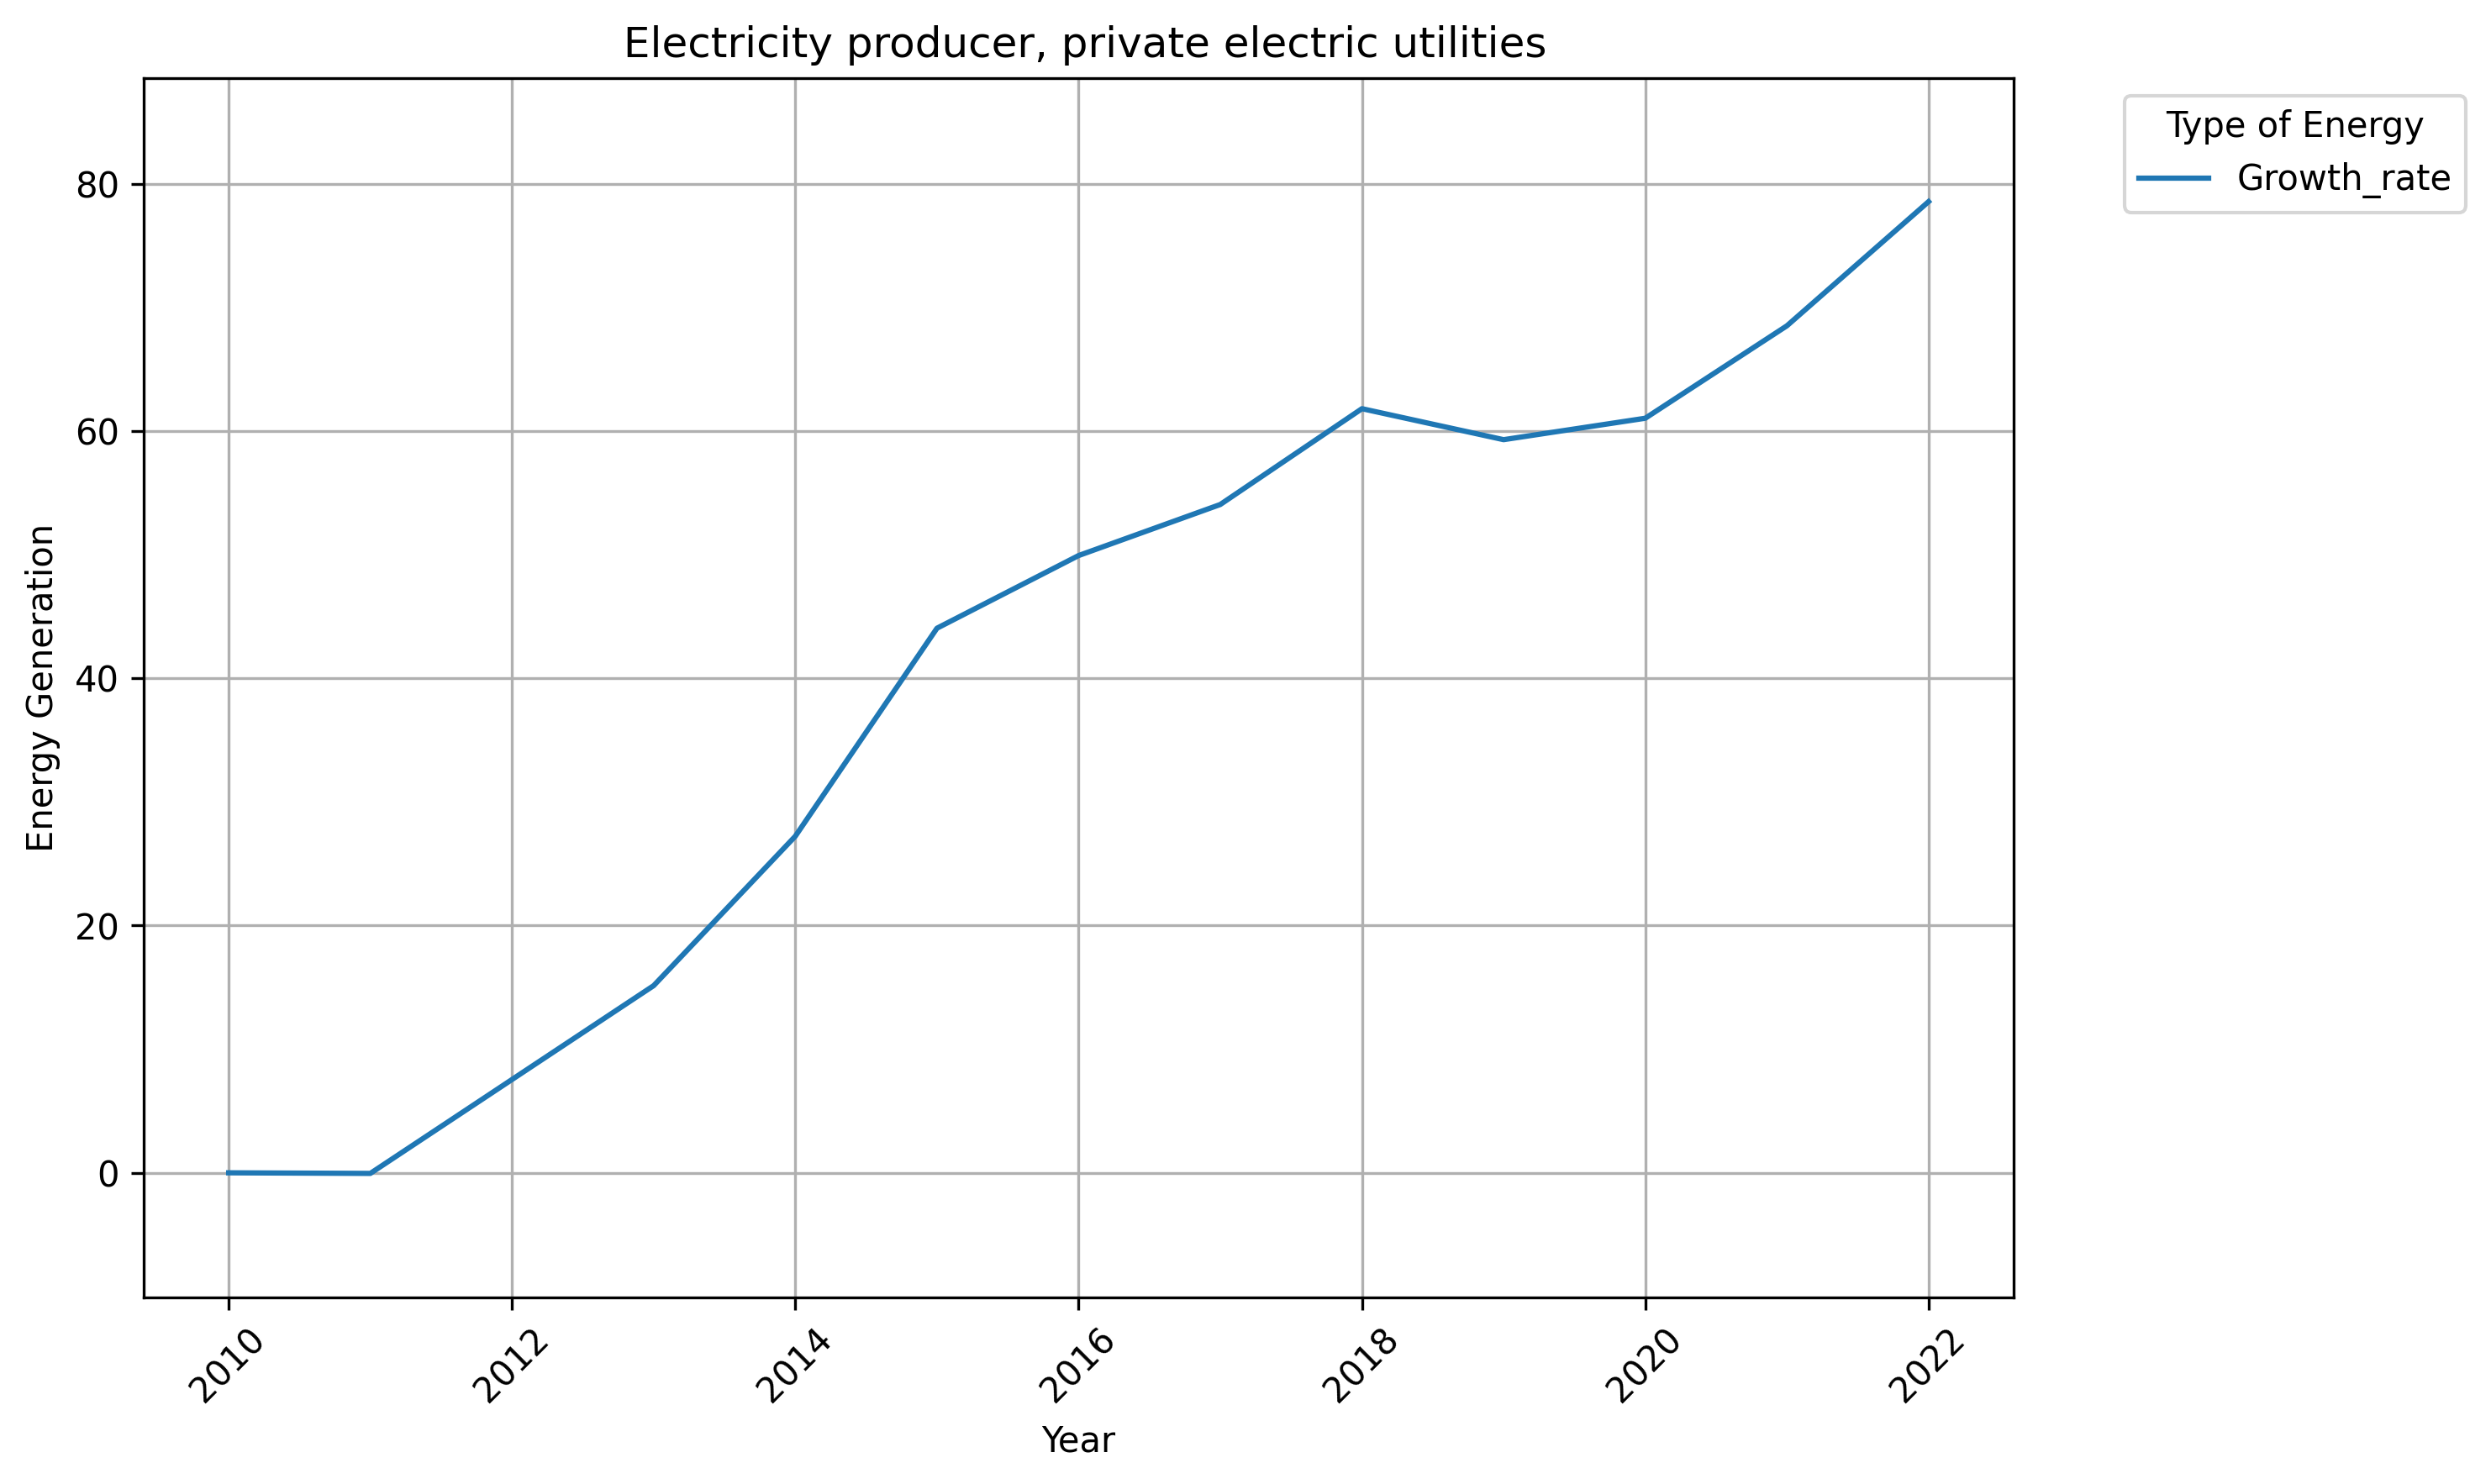 Electricity producer, private electric utilities
Type of Energy
Growth_rate
80
60
40
20
0
Energy Generation
2010
2012
2014
2016
2018
2020
2022
Year